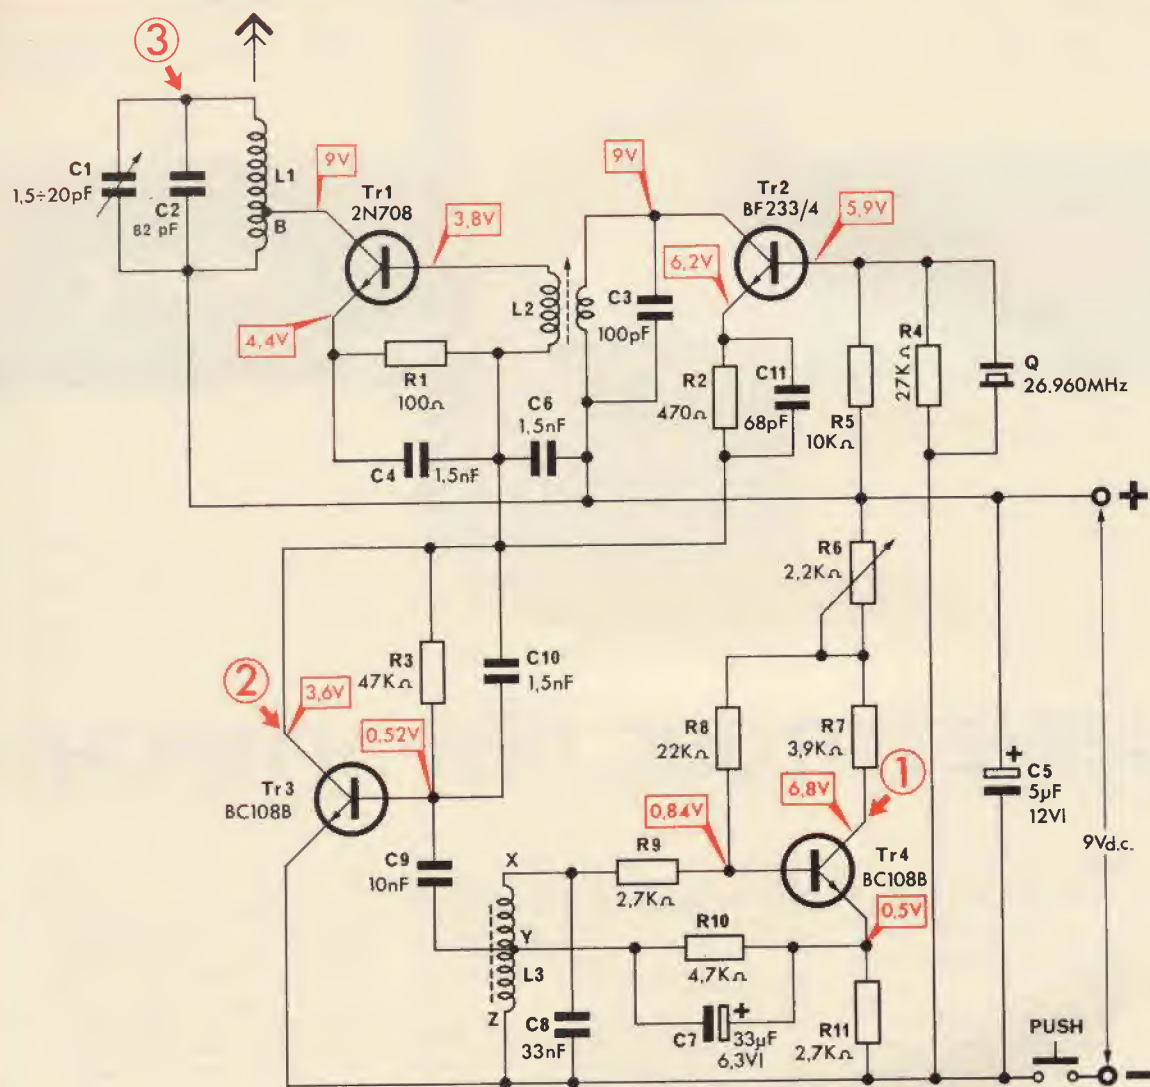 3
C1
1,5÷20pF
C2
82 pF
L1
B
9V
Tr1
2N708
3,8V
4,4V
R1
100Ω
L2
C6
1,5nF
C4
1,5nF
9V
C3
100pF
Tr2
BF233/4
5,9V
6,2V
R2
470Ω
C11
68pF
R5
10KΩ
R4
27KΩ
Q
26.960MHz
+
R6
2,2KΩ
2
3,6V
R3
47KΩ
C10
1,5nF
0,52V
Tr3
BC108B
R8
22KΩ
R7
3,9KΩ
1
6,8V
0,84V
Tr4
BC108B
+
C5
5µF
12Vl
9Vd.c.
C9
10nF
X
Y
L3
Z
R9
2,7KΩ
0,5V
R10
4,7KΩ
C8
33nF
C7
+
33µF
6,3Vl
R11
2,7KΩ
PUSH
−